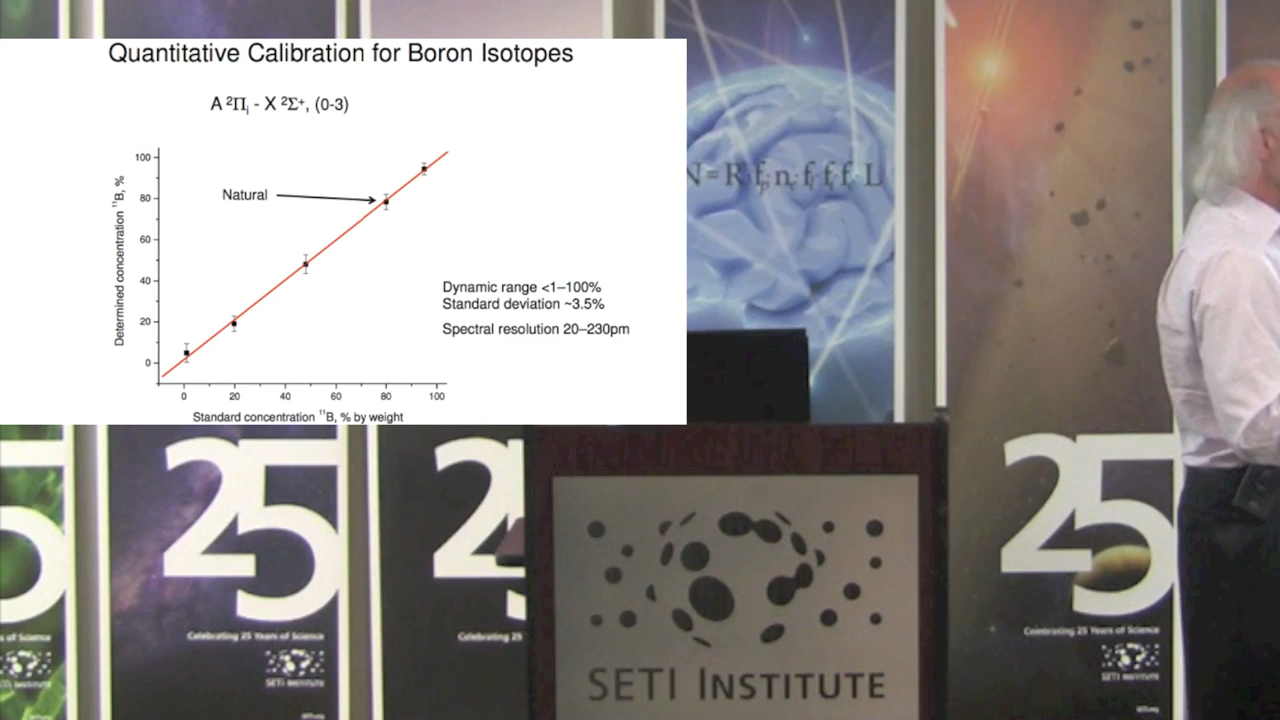 Quantitative Calibration for Boron Isotopes
A ²Πᵢ - X ²Σ⁺, (0-3)
Natural
Determined concentration ¹¹B, %
100
80
60
40
20
0
0 20 40 60 80 100
Standard concentration ¹¹B, % by weight
Dynamic range <1–100%
Standard deviation ~3.5%
Spectral resolution 20–230pm
5
25
2
25
s of Science
Celebrating 25 Years of Science
Celebrating 25
Celebrating 25 Years of Science
SETI INSTITUTE
SETI INSTITUTE
SETI INSTITUTE